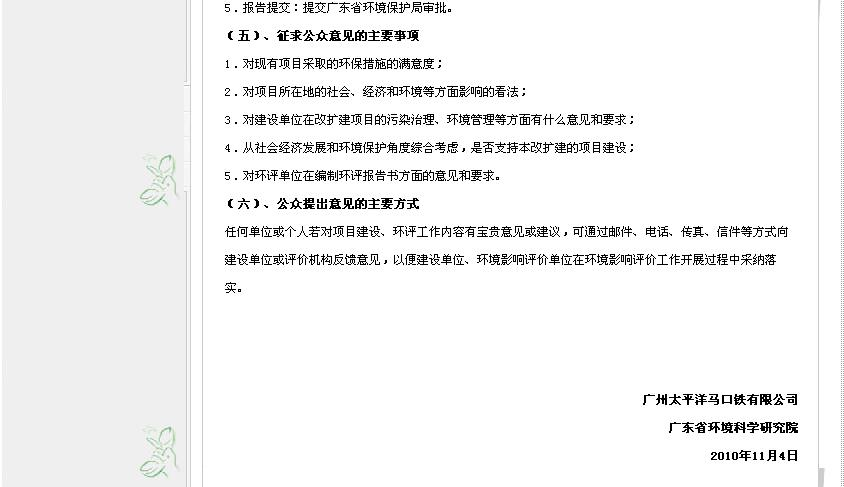 5．报告提交：提交广东省环境保护局审批。
（五）、征求公众意见的主要事项
1．对现有项目采取的环保措施的满意度；
2．对项目所在地的社会、经济和环境等方面影响的看法；
3．对建设单位在改扩建项目的污染治理、环境管理等方面有什么意见和要求；
4．从社会经济发展和环境保护角度综合考虑，是否支持本改扩建的项目建设；
5．对环评单位在编制环评报告书方面的意见和要求。
（六）、公众提出意见的主要方式
任何单位或个人若对项目建设、环评工作内容有宝贵意见或建议，可通过邮件、电话、传真、信件等方式向
建设单位或评价机构反馈意见，以便建设单位、环境影响评价单位在环境影响评价工作开展过程中采纳落
实。
广州太平洋马口铁有限公司
广东省环境科学研究院
2010年11月4日